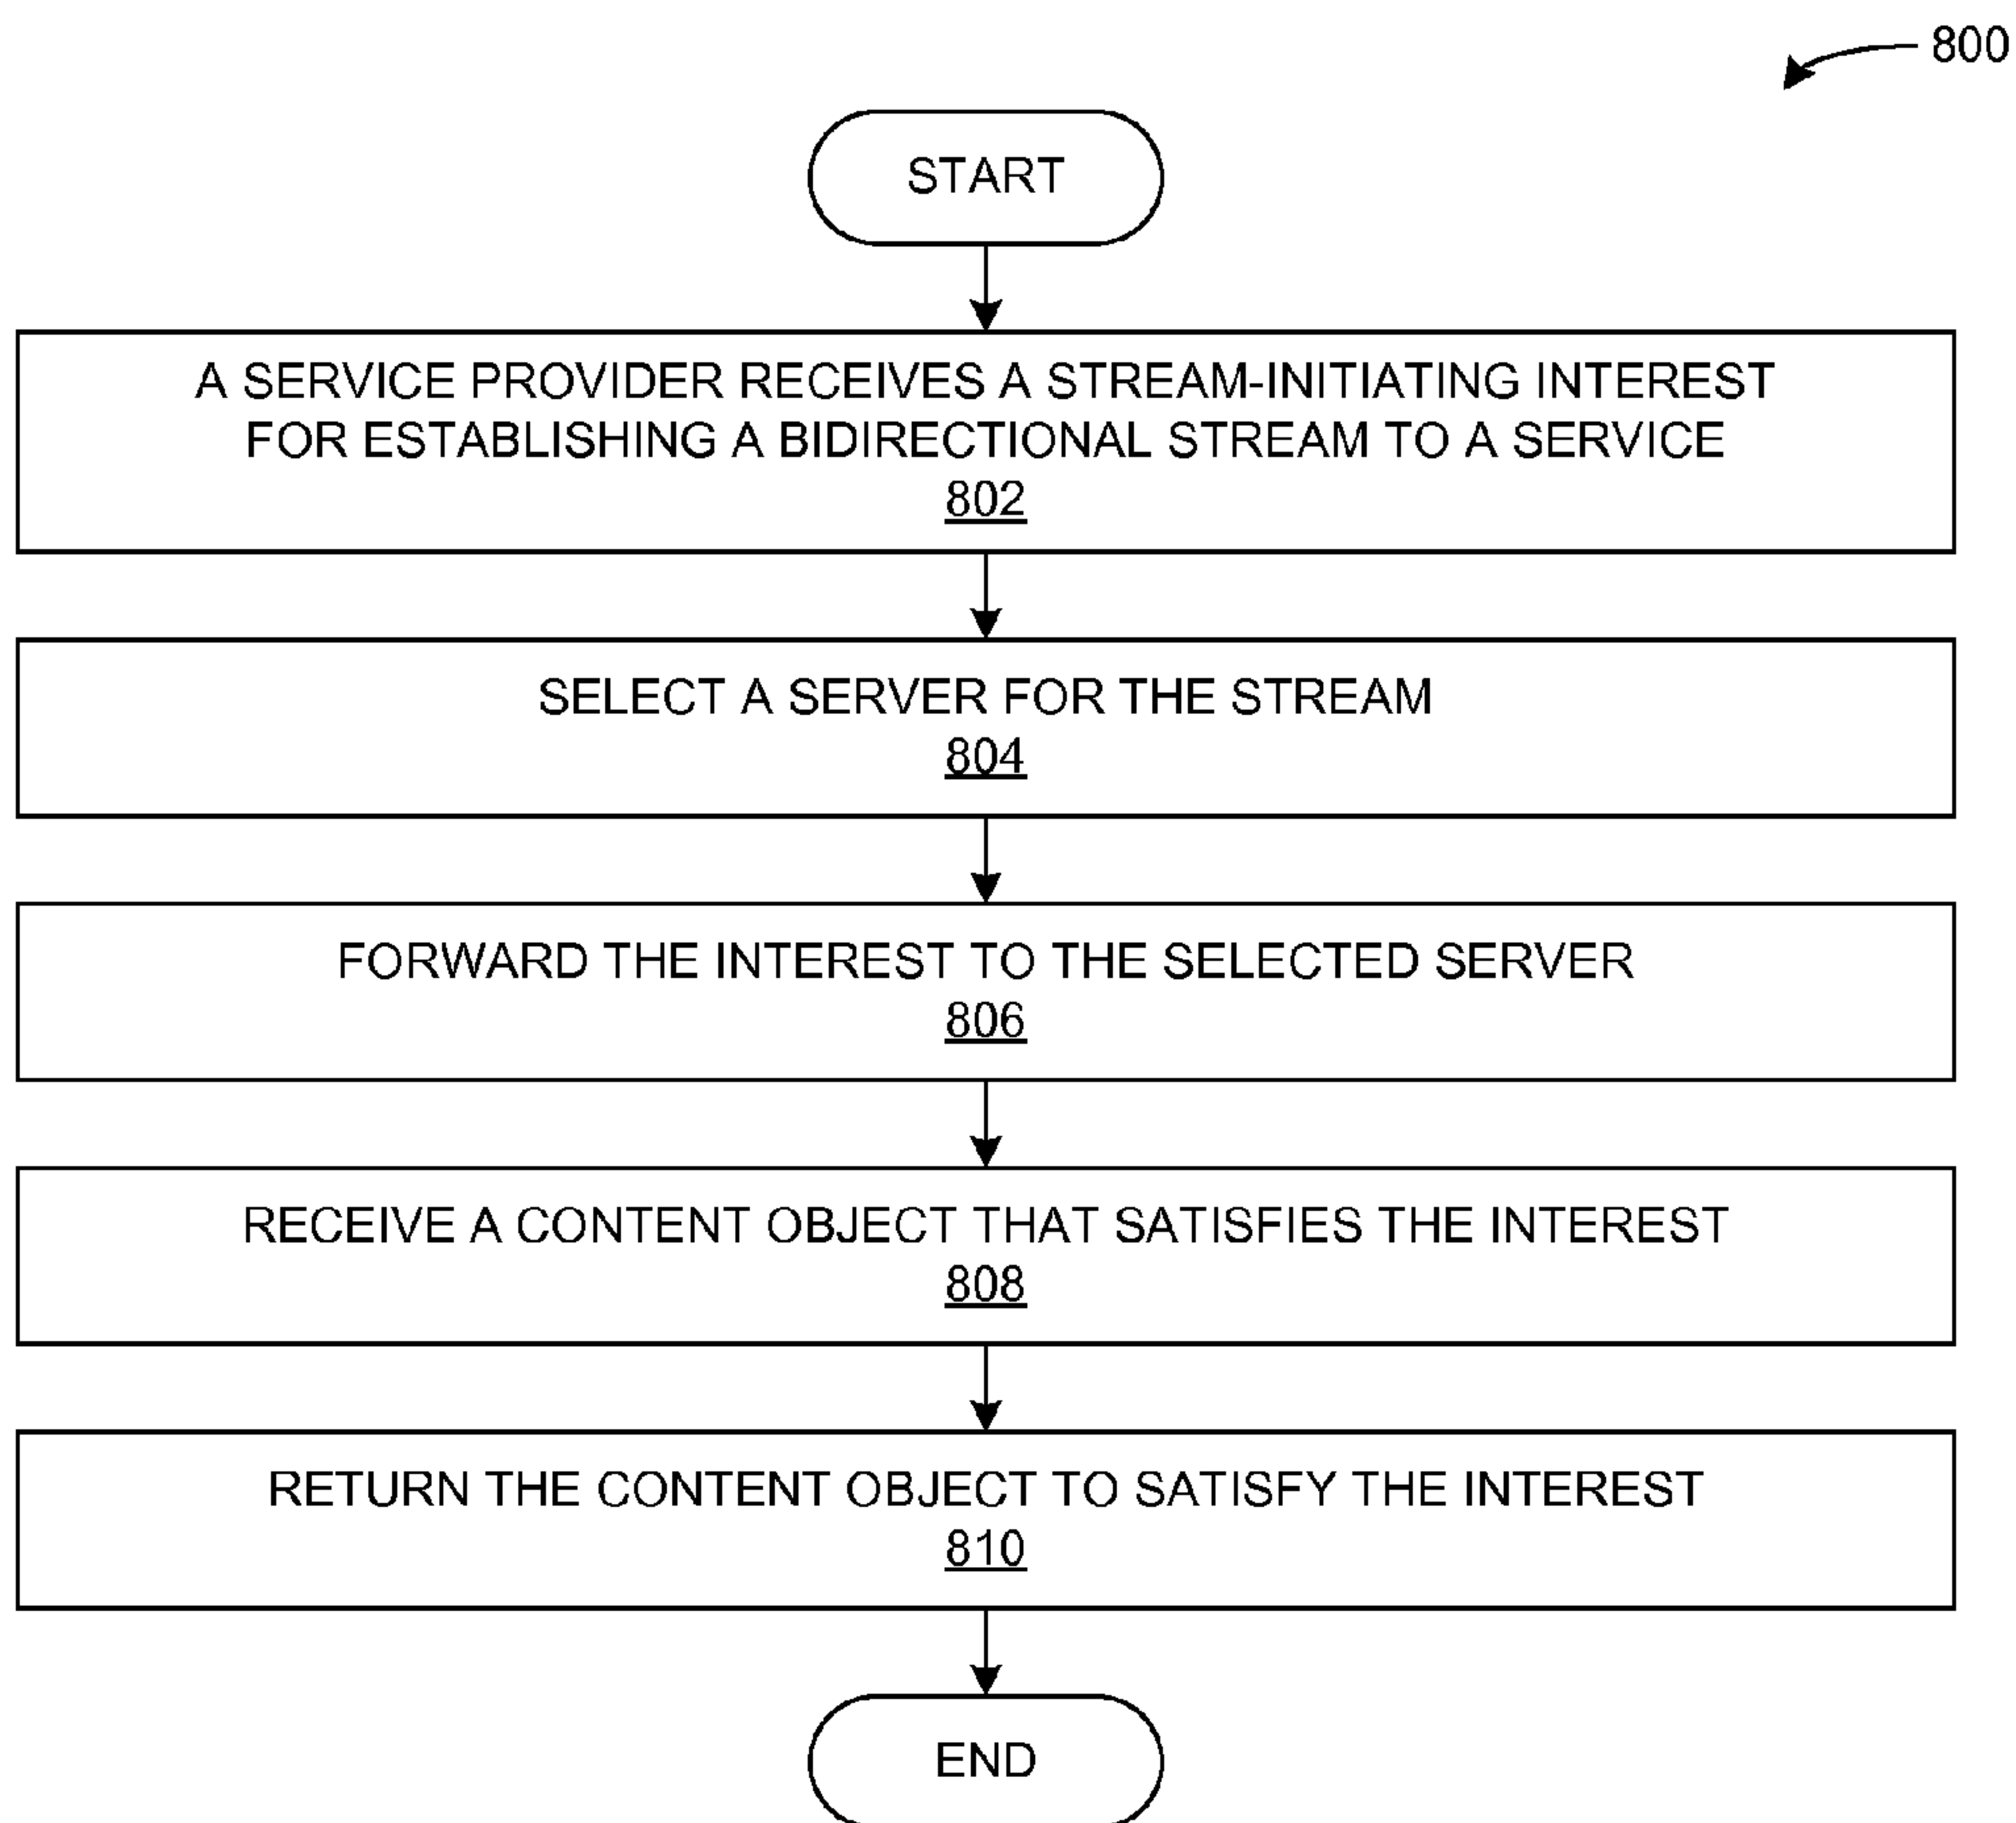 800
START
A SERVICE PROVIDER RECEIVES A STREAM-INITIATING INTEREST
FOR ESTABLISHING A BIDIRECTIONAL STREAM TO A SERVICE
802
SELECT A SERVER FOR THE STREAM
804
FORWARD THE INTEREST TO THE SELECTED SERVER
806
RECEIVE A CONTENT OBJECT THAT SATISFIES THE INTEREST
808
RETURN THE CONTENT OBJECT TO SATISFY THE INTEREST
810
END